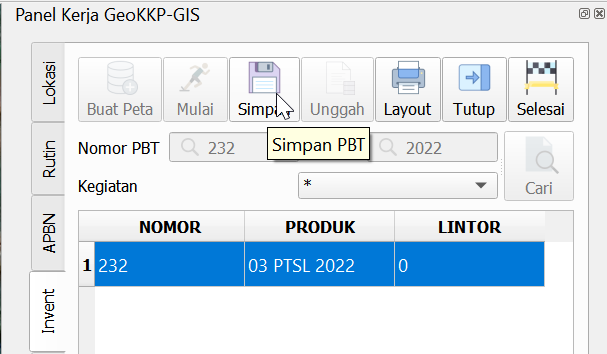 Panel Kerja GeoKKP-GIS
Lokasi
Rutin
APBN
Invent
Buat Peta Mulai Simpa Unggah Layout Tutup Selesai
Nomor PBT 232 2022
Simpan PBT
Kegiatan * Cari
NOMOR PRODUK LINTOR
1 232 03 PTSL 2022 0